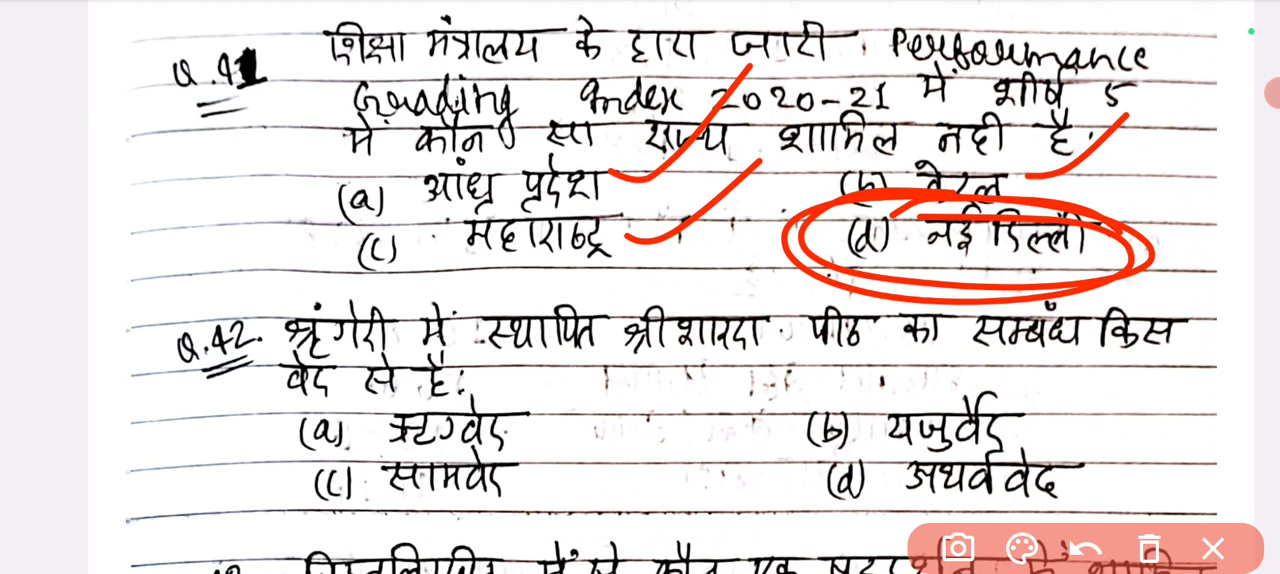 Q.41 शिक्षा मंत्रालय के द्वारा जारी Performance
Grading Index 2020-21 में शीर्ष 5
में कौन सा राज्य शामिल नही है.
(a) आंध्र प्रदेश (b) केरल
(c) महाराष्ट्र (d) नई दिल्ली
Q.42. श्रृंगेरी में स्थापित श्री शारदा पीठ का सम्बंध किस
वेद से है:
(a) ऋग्वेद (b) यजुर्वेद
(c) सामवेद (d) अथर्ववेद